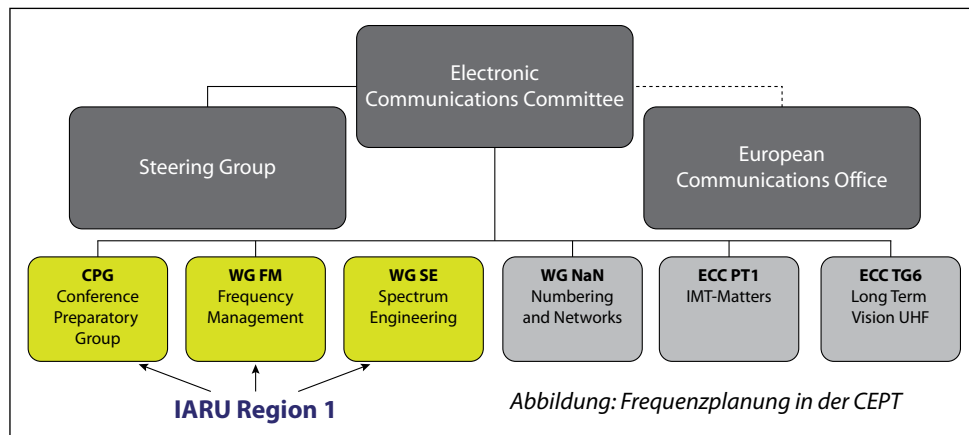 Electronic
Communications Committee
Steering Group
European
Communications Office
CPG
Conference
Preparatory
Group
WG FM
Frequency
Management
WG SE
Spectrum
Engineering
WG NaN
Numbering
and Networks
ECC PT1
IMT-Matters
ECC TG6
Long Term
Vision UHF
IARU Region 1
Abbildung: Frequenzplanung in der CEPT